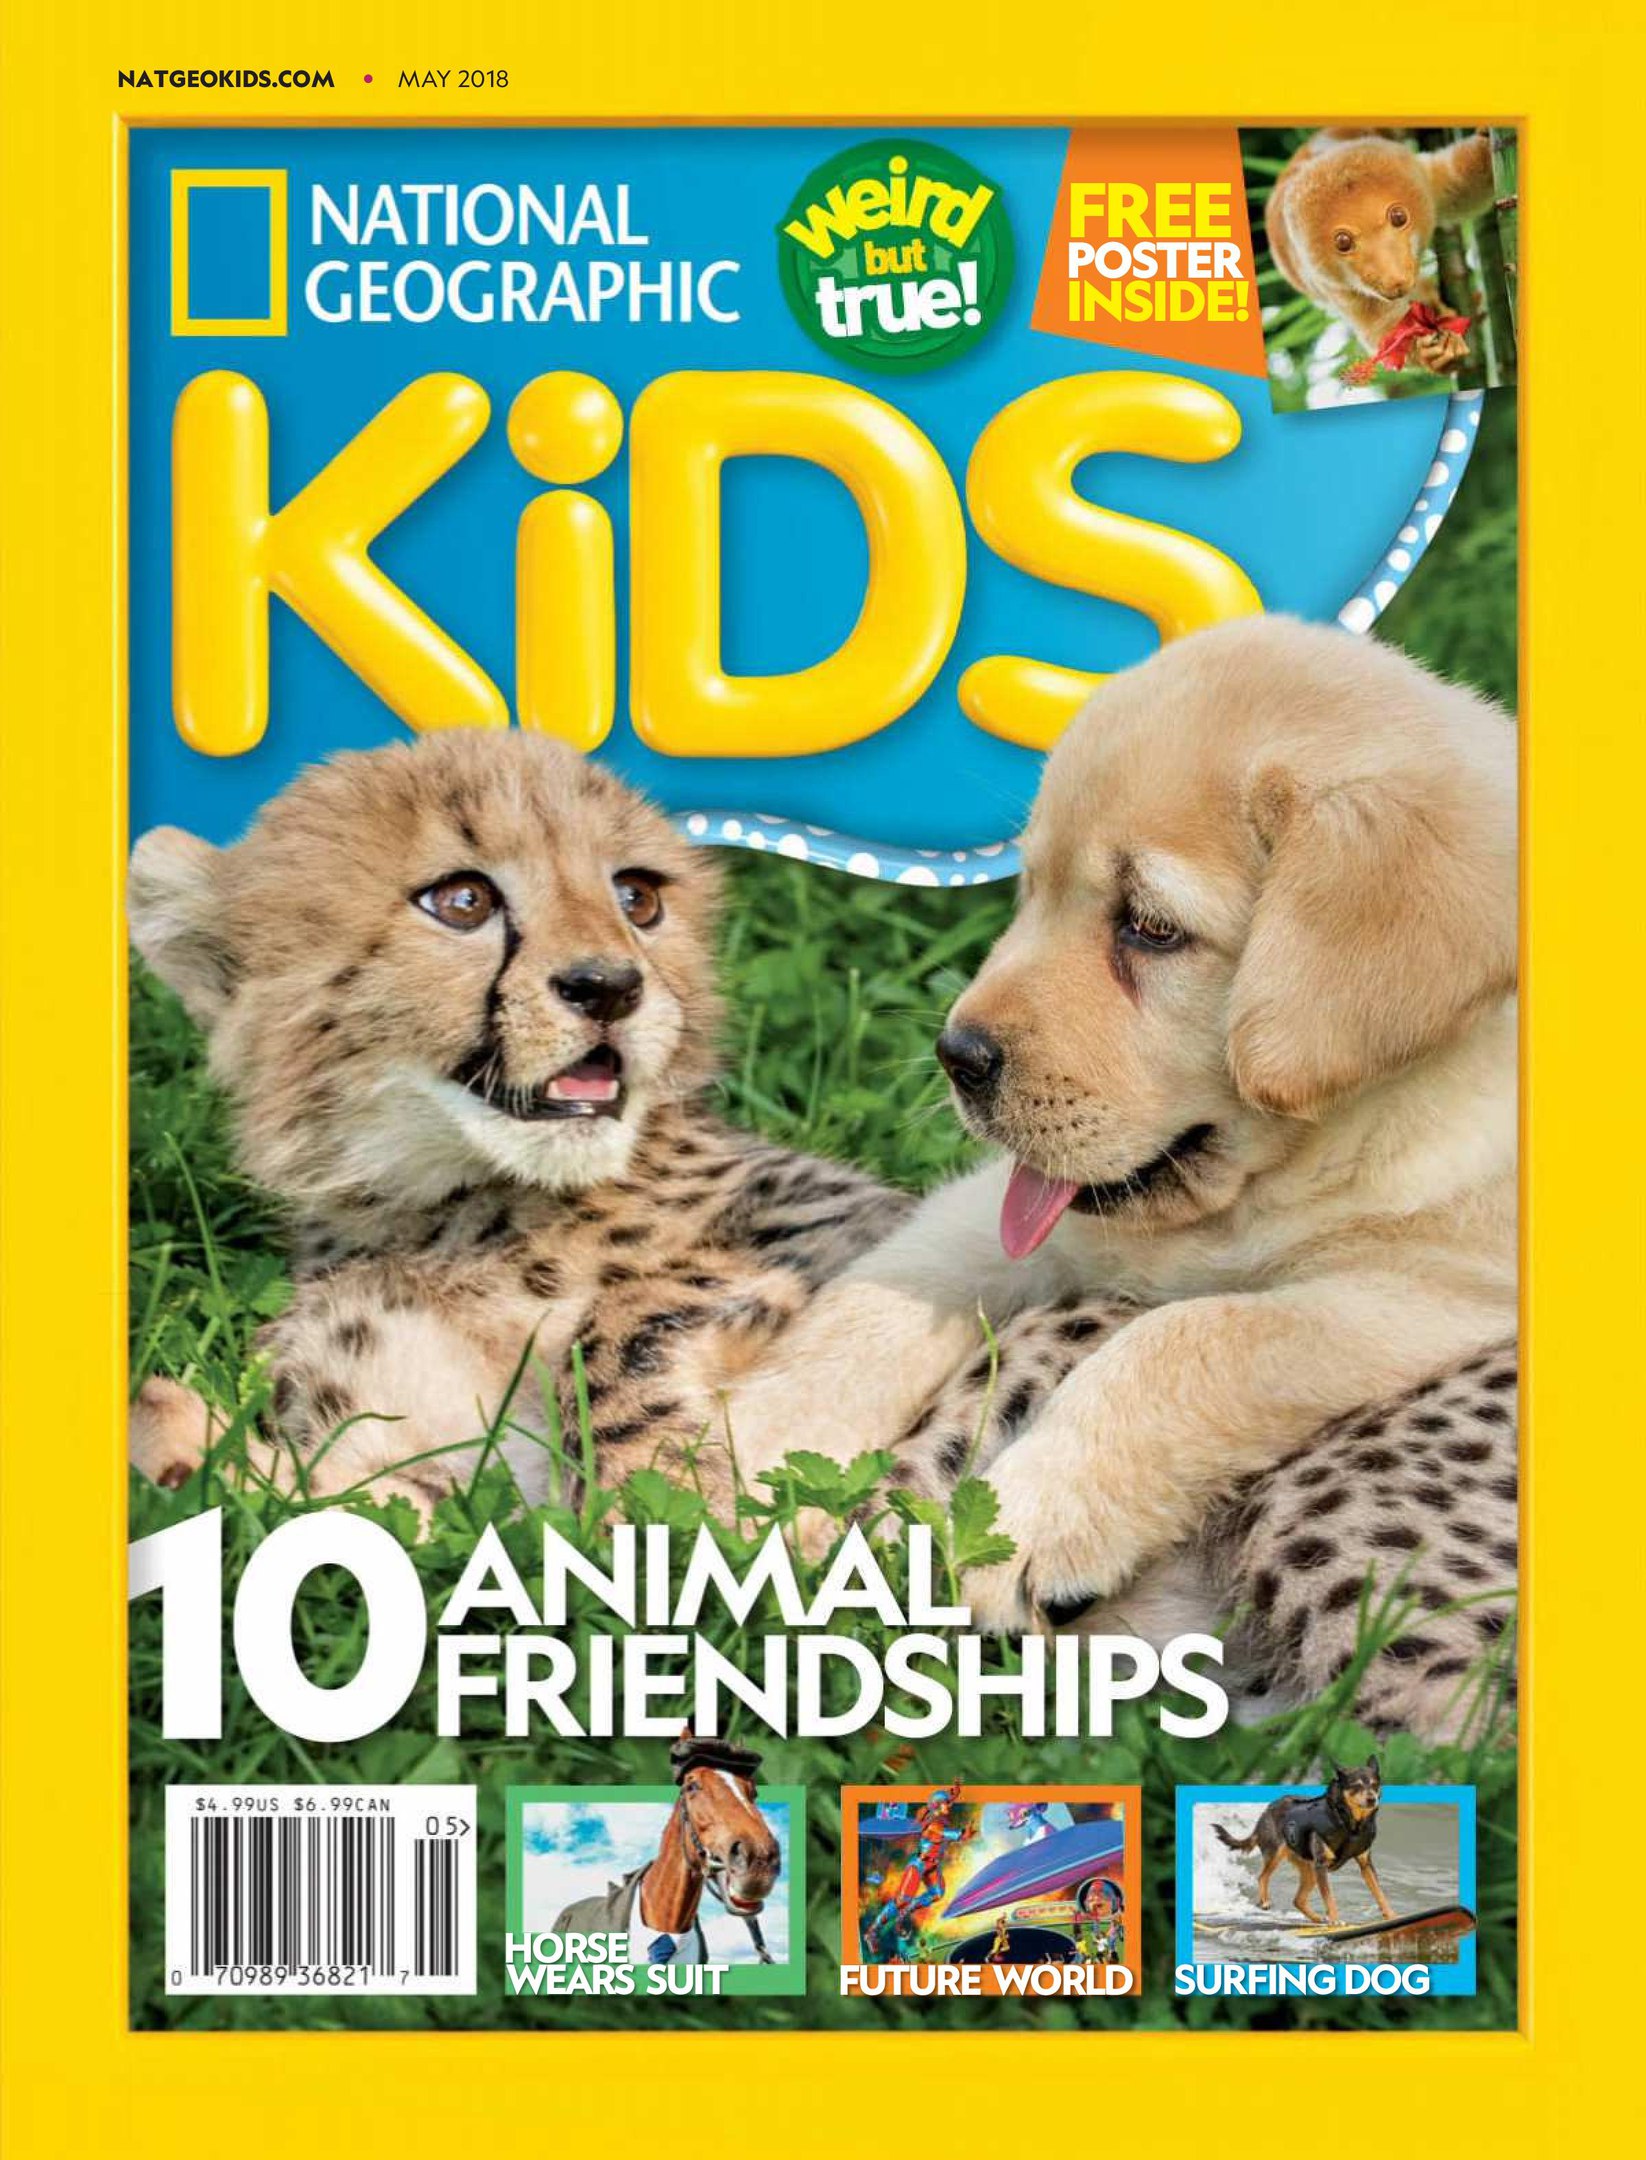 NATGEOKIDS.COM • MAY 2018
NATIONAL
GEOGRAPHIC
KiDS
weird
but
true!
FREE
POSTER
INSIDE!
10 ANIMAL
FRIENDSHIPS
$4.99US $6.99CAN
05>
0 70989 36821 7
HORSE
WEARS SUIT
FUTURE WORLD
SURFING DOG